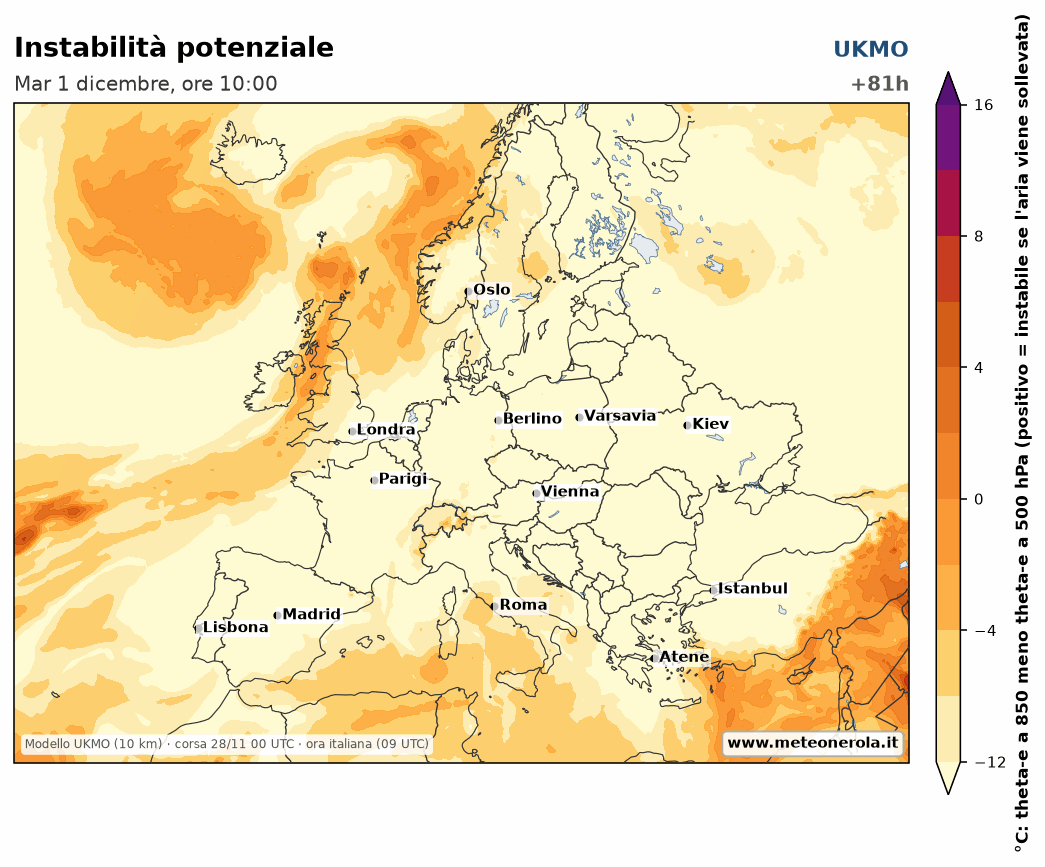 Instabilità potenziale
UKMO
Mar 1 dicembre, ore 10:00
+81h
16
8
4
0
−4
−12
°C: theta-e a 850 meno theta-e a 500 hPa (positivo = instabile se l'aria viene sollevata)
Oslo
Berlino
Varsavia
Kiev
Londra
Parigi
Vienna
Istanbul
Roma
Madrid
Lisbona
Atene
Modello UKMO (10 km) · corsa 28/11 00 UTC · ora italiana (09 UTC)
www.meteonerola.it